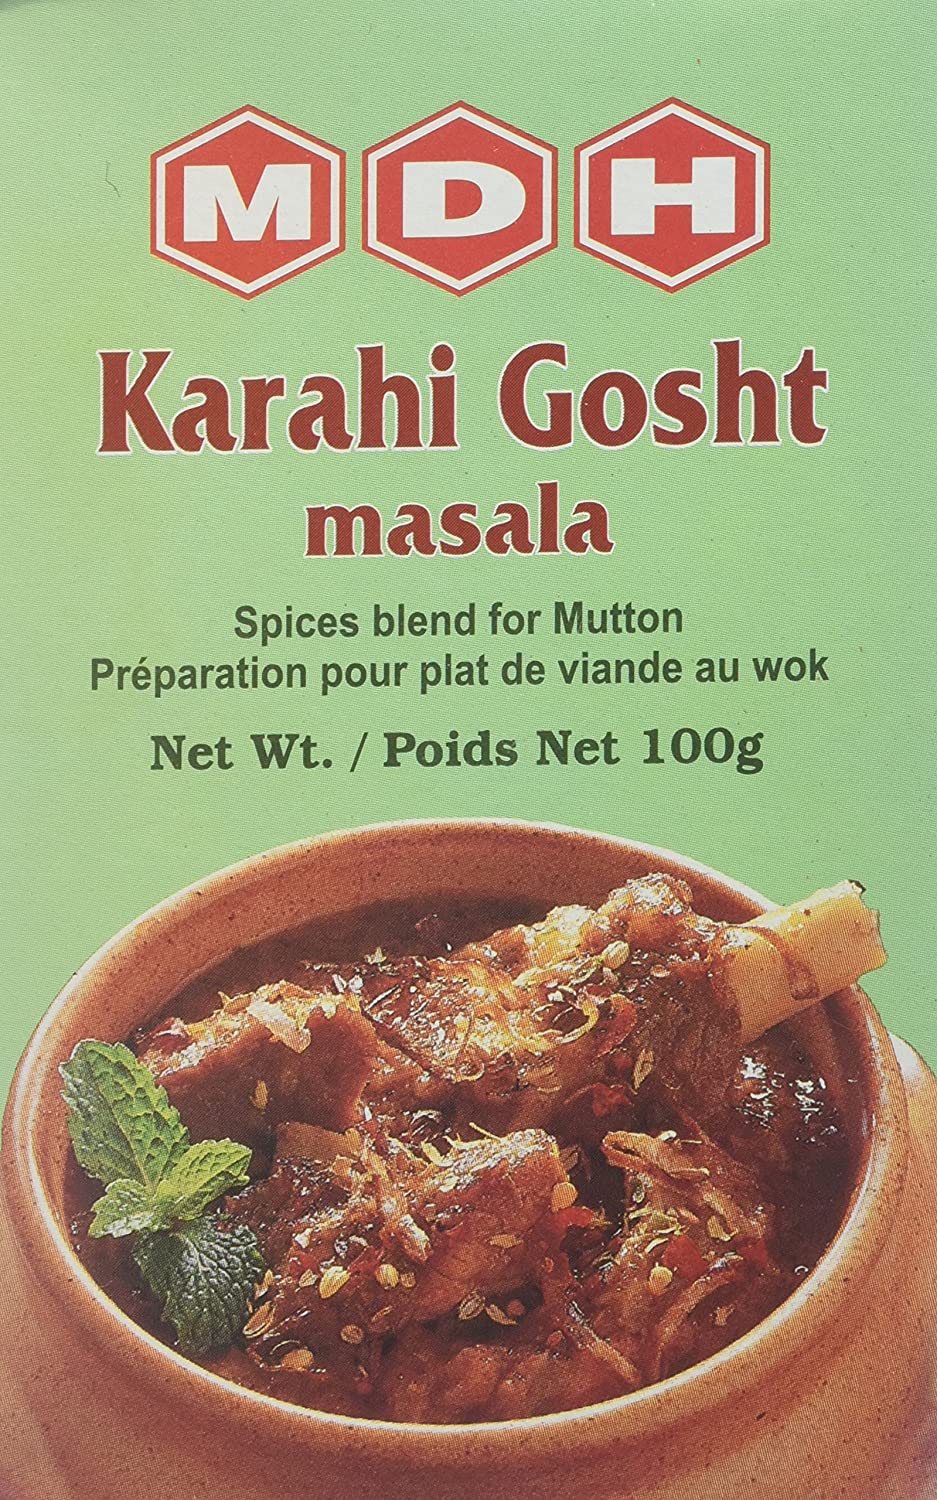 MDH
Karahi Gosht
masala
Spices blend for Mutton
Préparation pour plat de viande au wok
Net Wt. / Poids Net 100g